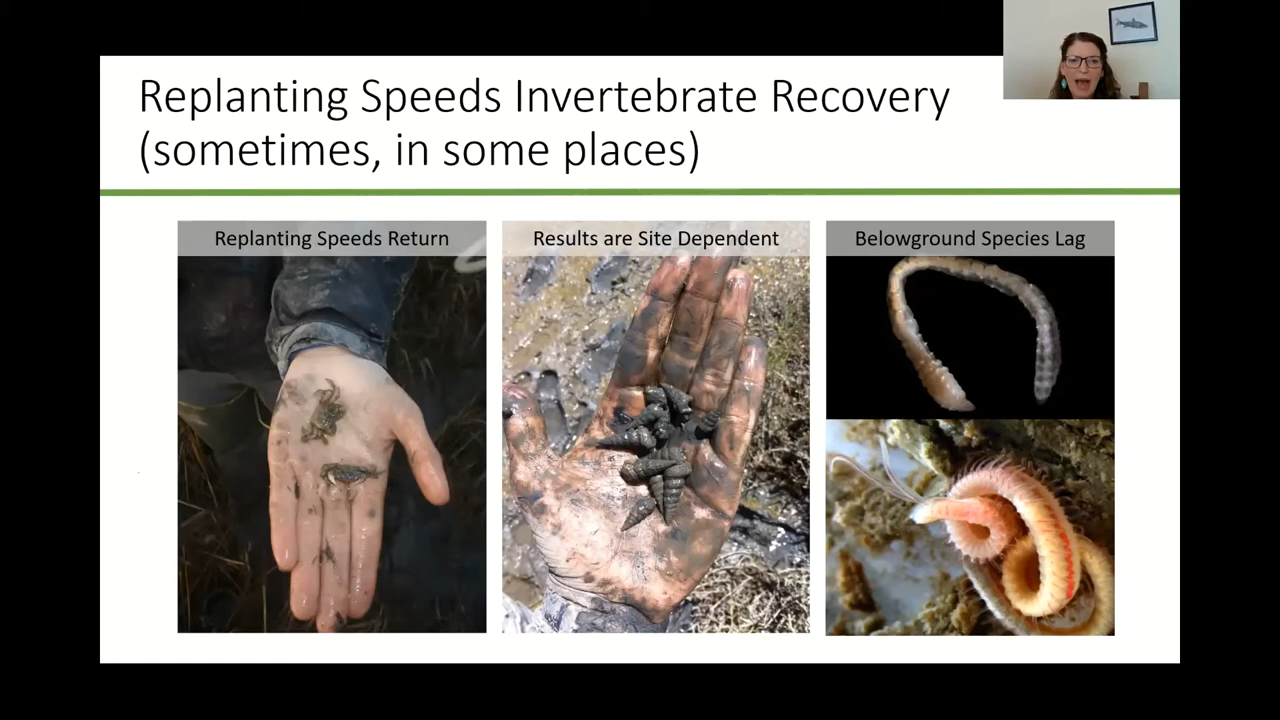 Replanting Speeds Invertebrate Recovery
(sometimes, in some places)
Replanting Speeds Return
Results are Site Dependent
Belowground Species Lag